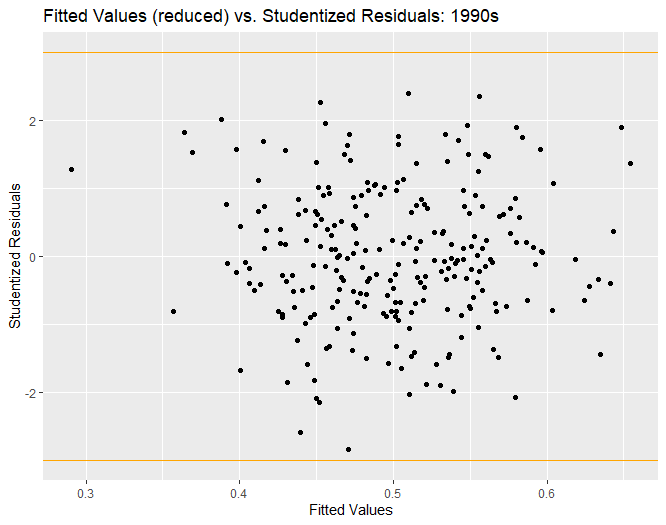 Fitted Values (reduced) vs. Studentized Residuals: 1990s
Studentized Residuals
2
0
-2
0.3 0.4 0.5 0.6
Fitted Values